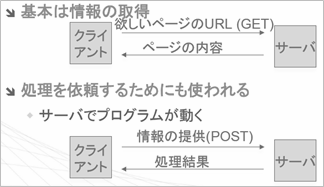 基本は情報の取得
欲しいページのURL (GET)
クライ
アント
サーバ
ページの内容
処理を依頼するためにも使われる
サーバでプログラムが動く
情報の提供(POST)
クライ
アント
サーバ
処理結果